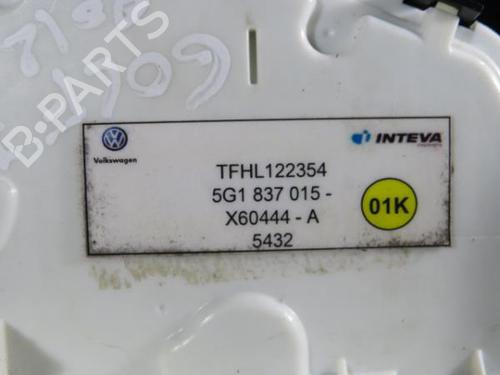 B-PARTS
Volkswagen
INTEVA
TFHL122354
5G1 837 015 -
X60444 - A
5432
01K